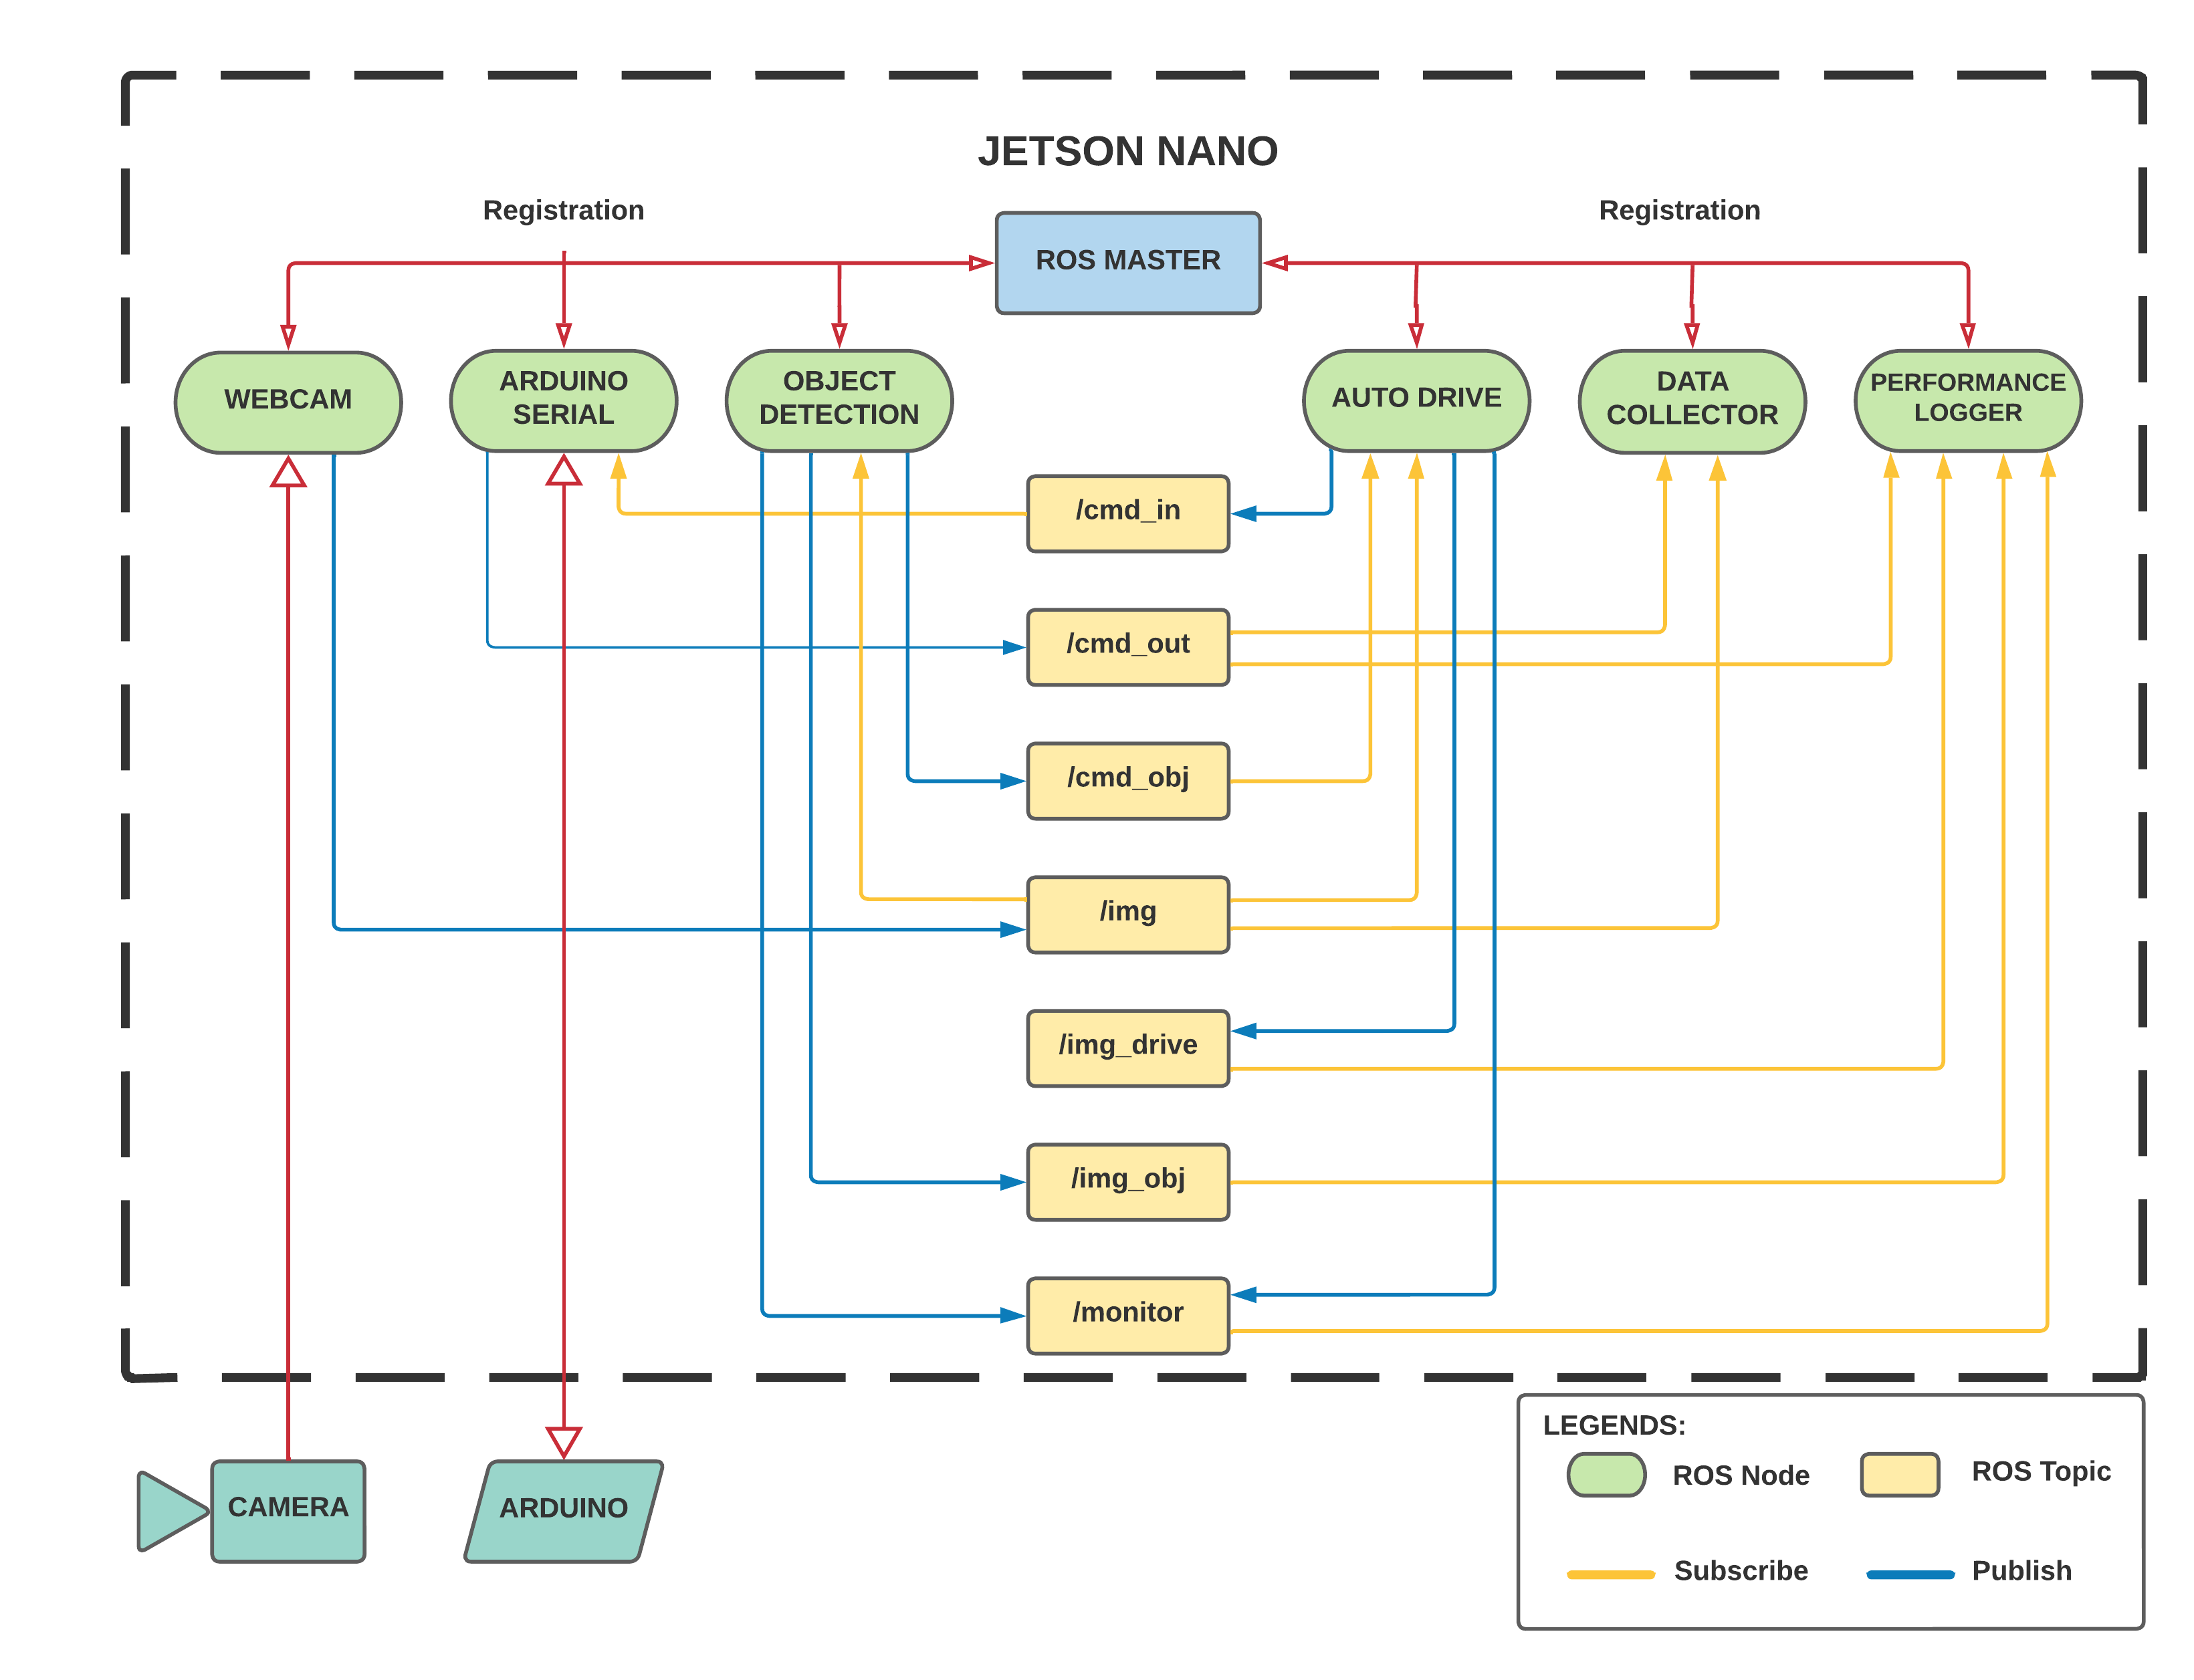 JETSON NANO
Registration
Registration
ROS MASTER
WEBCAM
ARDUINO
SERIAL
OBJECT
DETECTION
AUTO DRIVE
DATA
COLLECTOR
PERFORMANCE
LOGGER
/cmd_in
/cmd_out
/cmd_obj
/img
/img_drive
/img_obj
/monitor
CAMERA
ARDUINO
LEGENDS:
ROS Node
ROS Topic
Subscribe
Publish